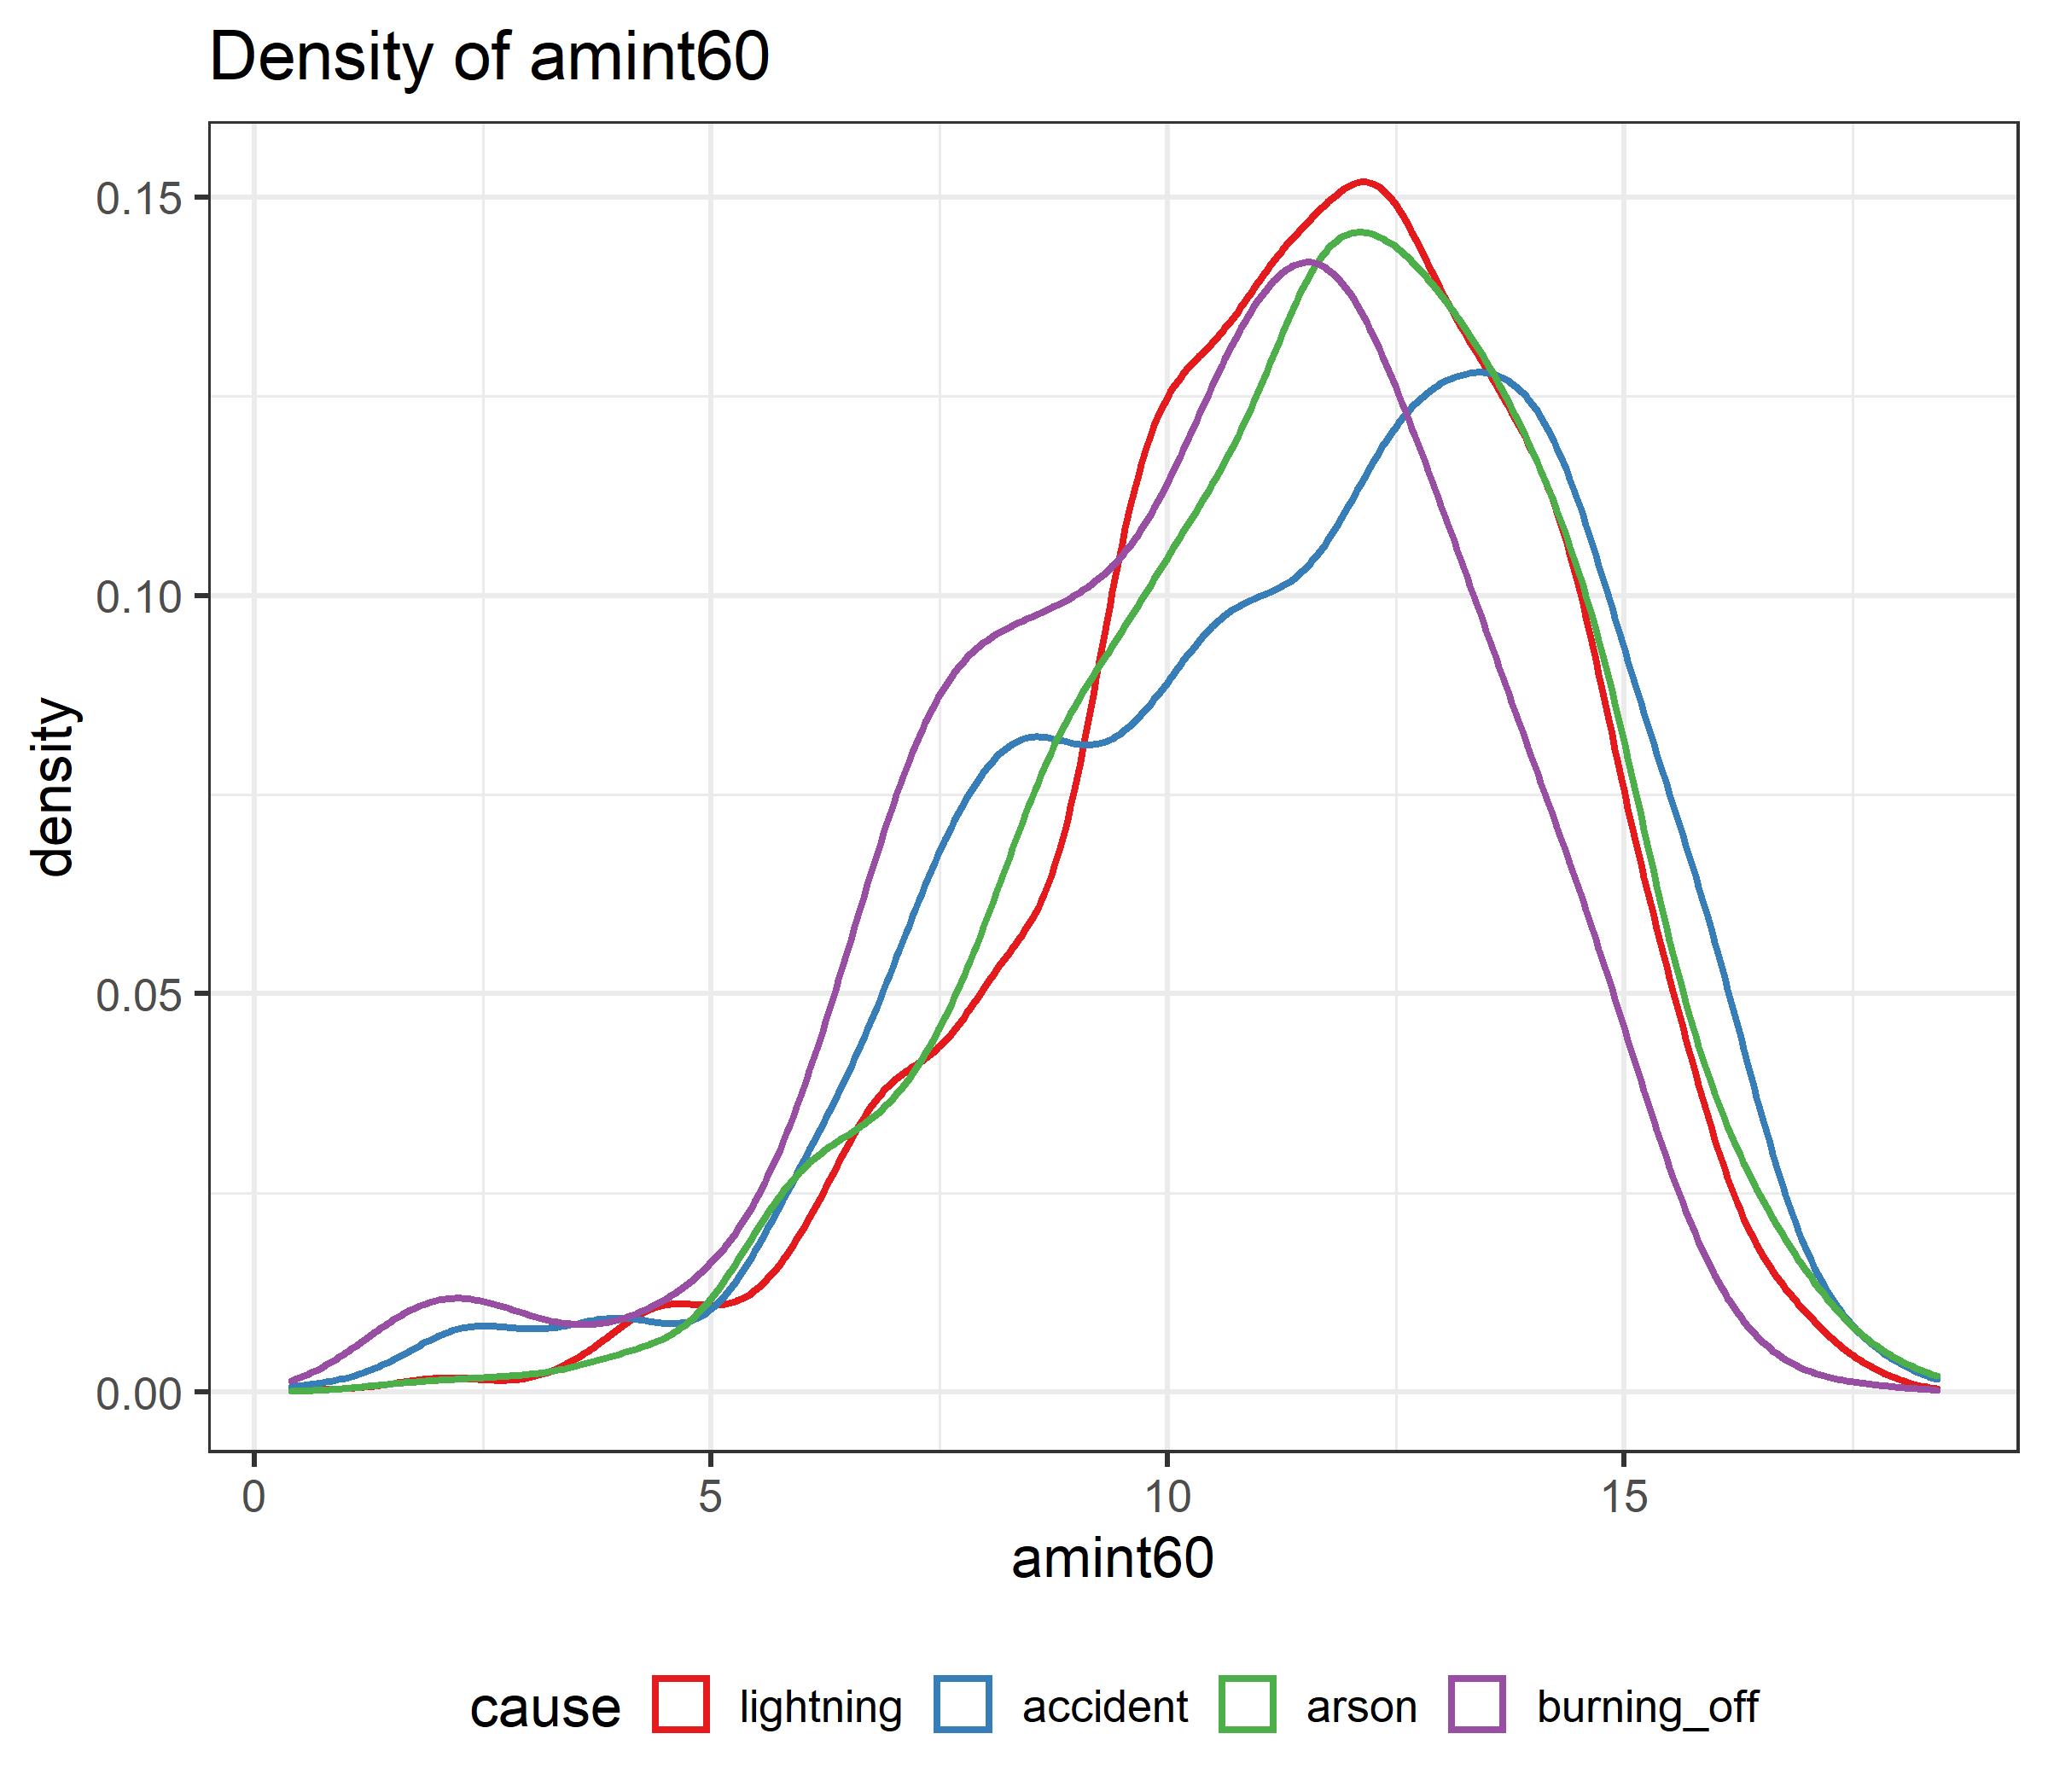 Density of amint60
0.15
0.10
0.05
0.00
density
0 5 10 15
amint60
cause lightning accident arson burning_off